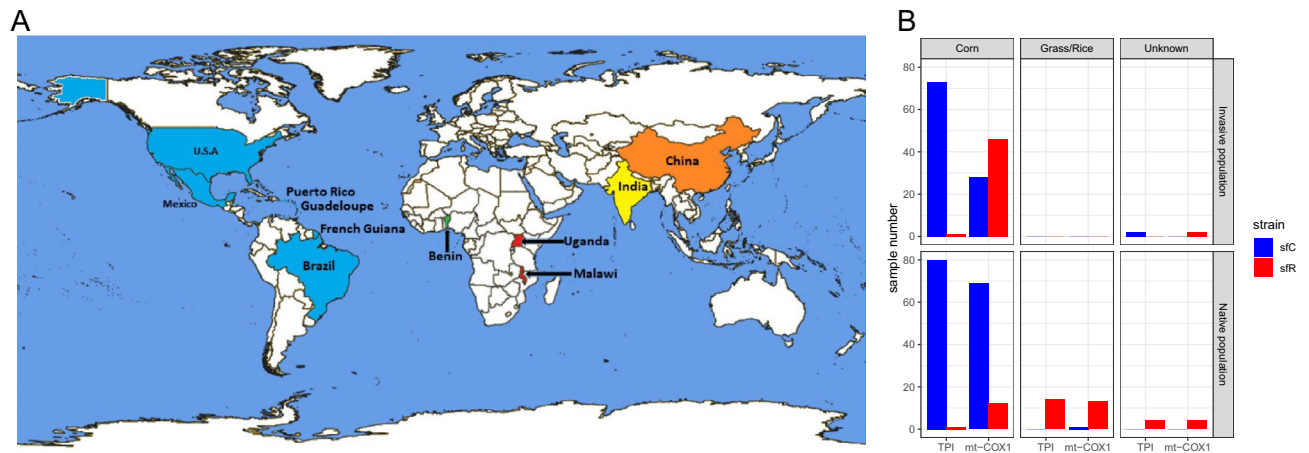 A
U.S.A
Mexico
Puerto Rico
Guadeloupe
French Guiana
Brazil
Benin
Uganda
Malawi
India
China
B
Corn
Grass/Rice
Unknown
80
60
40
20
0
Invasive population
80
60
40
20
0
Native population
sample number
TPI mt−COX1
TPI mt−COX1
TPI mt−COX1
strain
sfC
sfR